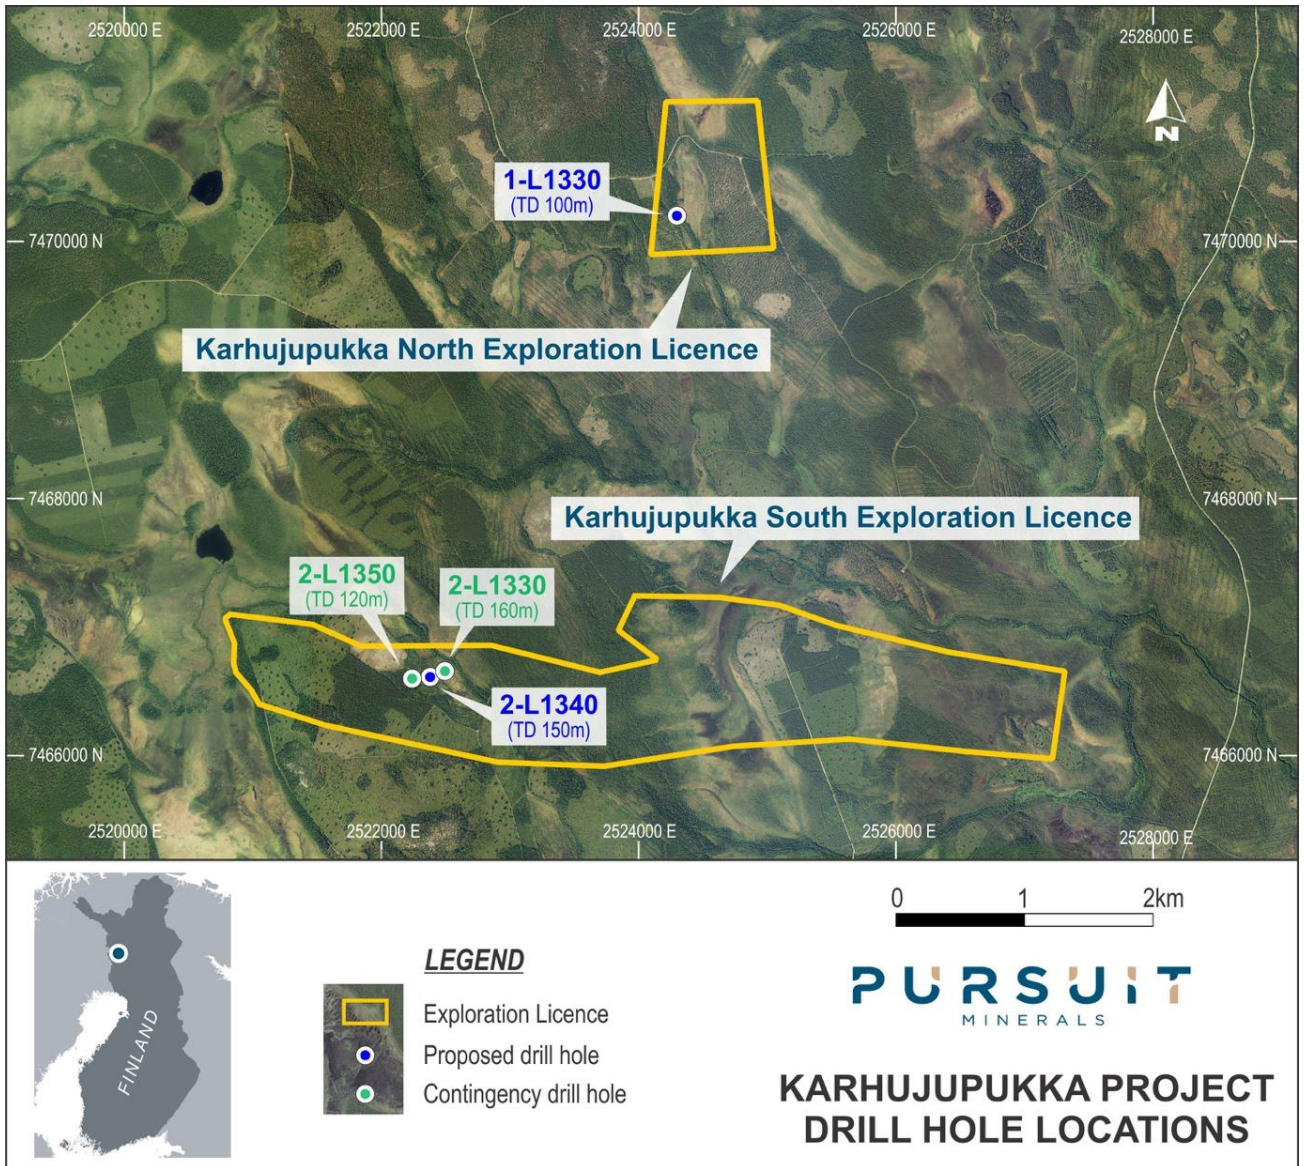 2520000 E
2522000 E
2524000 E
2526000 E
2528000 E
N
1-L1330
(TD 100m)
7470000 N
7470000 N
Karhujupukka North Exploration Licence
7468000 N
7468000 N
Karhujupukka South Exploration Licence
2-L1350
(TD 120m)
2-L1330
(TD 160m)
2-L1340
(TD 150m)
7466000 N
7466000 N
2520000 E
2522000 E
2524000 E
2526000 E
2528000 E
FINLAND
LEGEND
Exploration Licence
Proposed drill hole
Contingency drill hole
0 1 2km
PURSUIT
MINERALS
KARHUJUPUKKA PROJECT
DRILL HOLE LOCATIONS